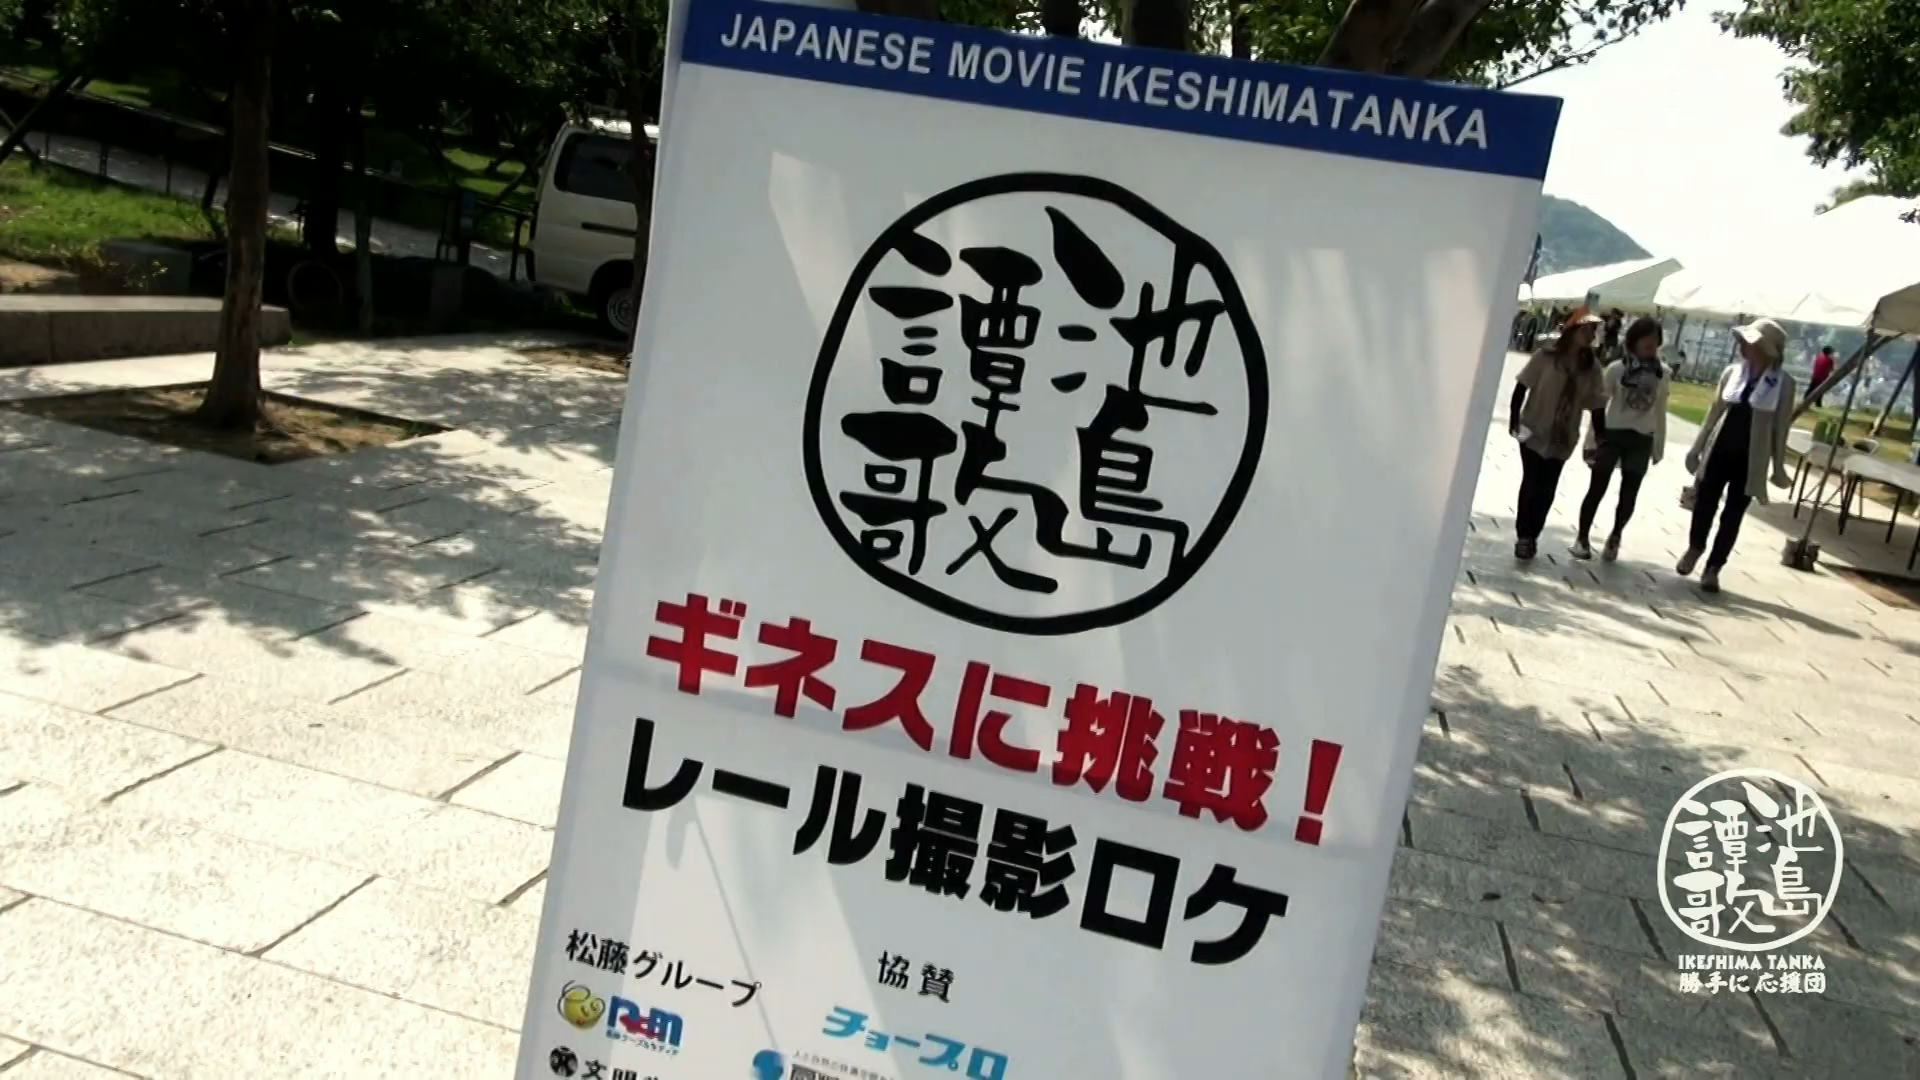 JAPANESE MOVIE IKESHIMATANKA
池島
譚歌
ギネスに挑戦!
レール撮影ロケ
松藤グループ
協賛
チョープロ
池島
譚歌
IKESHIMA TANKA
勝手に応援団